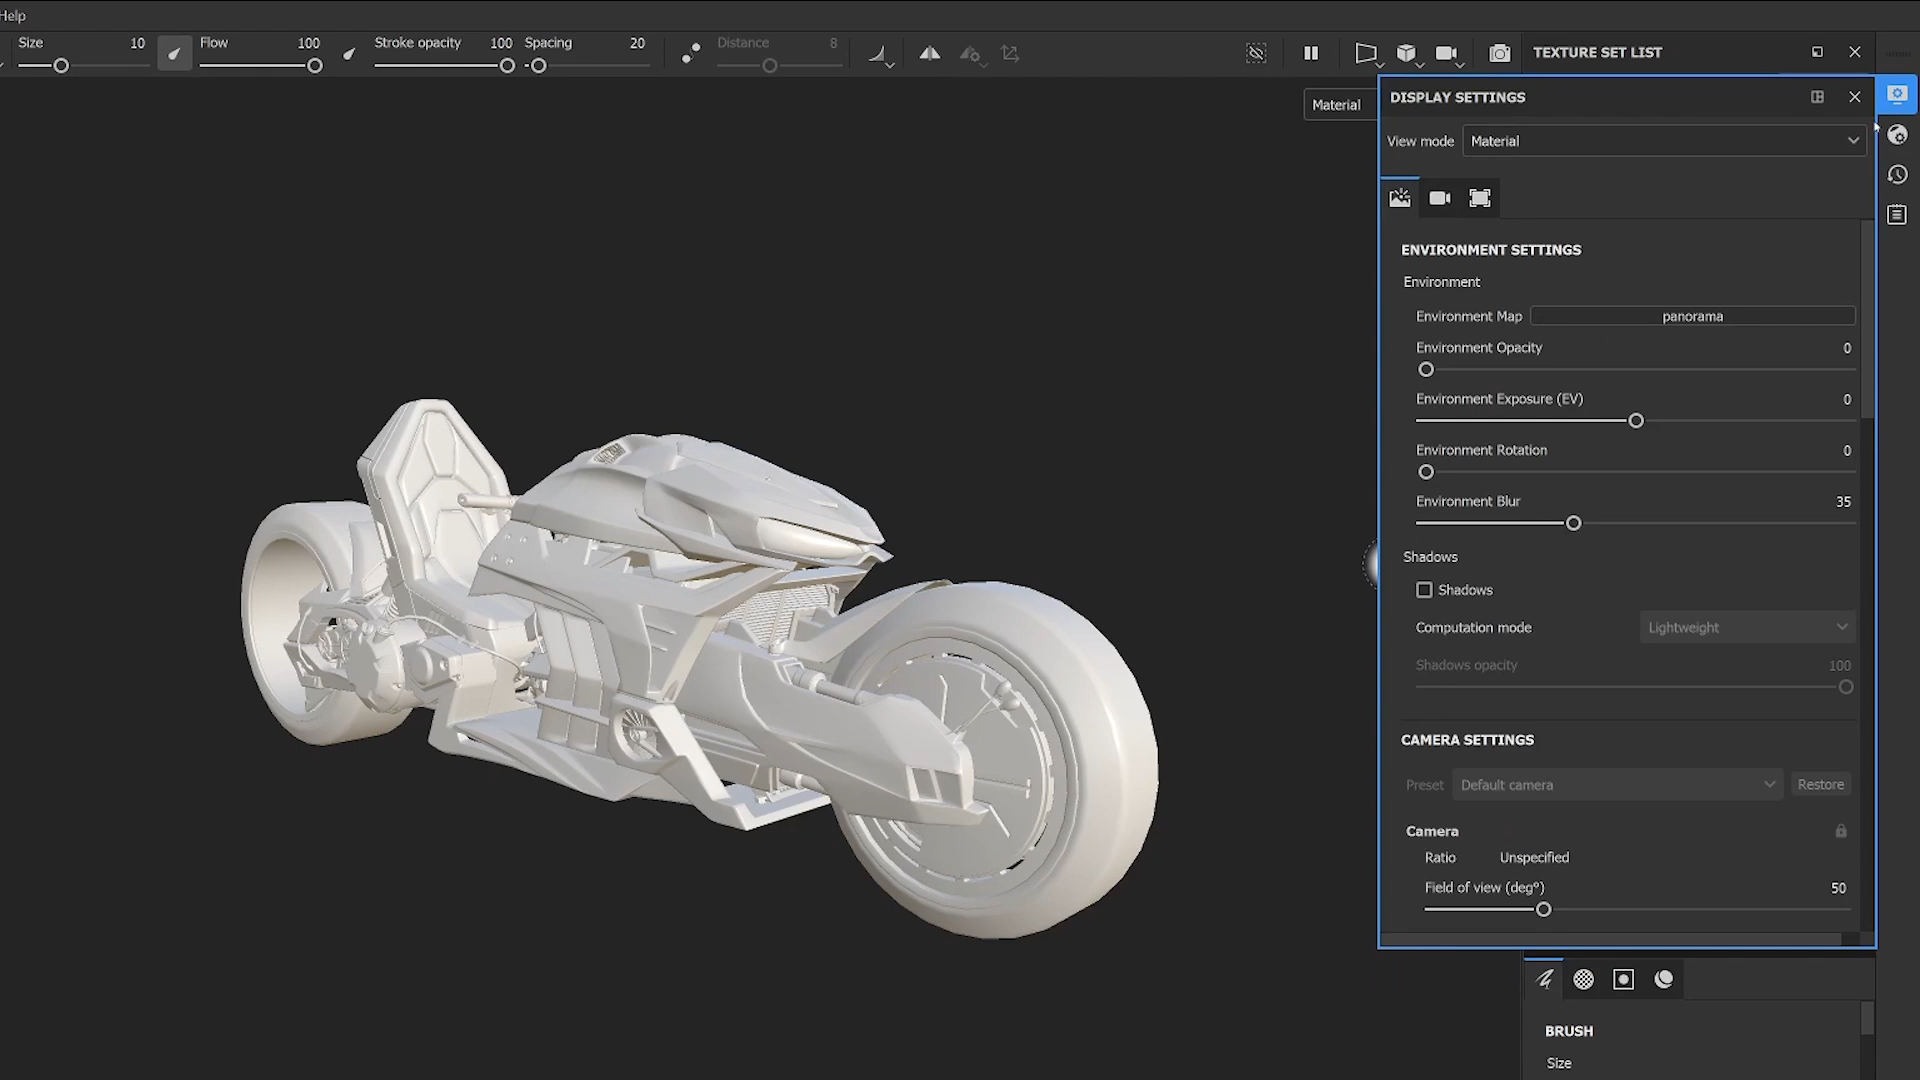 Help
Size 10
Flow 100
Stroke opacity 100
Spacing 20
Distance 8
TEXTURE SET LIST
Material
DISPLAY SETTINGS
View mode Material
ENVIRONMENT SETTINGS
Environment
Environment Map panorama
Environment Opacity 0
Environment Exposure (EV) 0
Environment Rotation 0
Environment Blur 35
Shadows
Shadows
Computation mode Lightweight
Shadows opacity 100
CAMERA SETTINGS
Preset Default camera Restore
Camera
Ratio Unspecified
Field of view (deg°) 50
BRUSH
Size